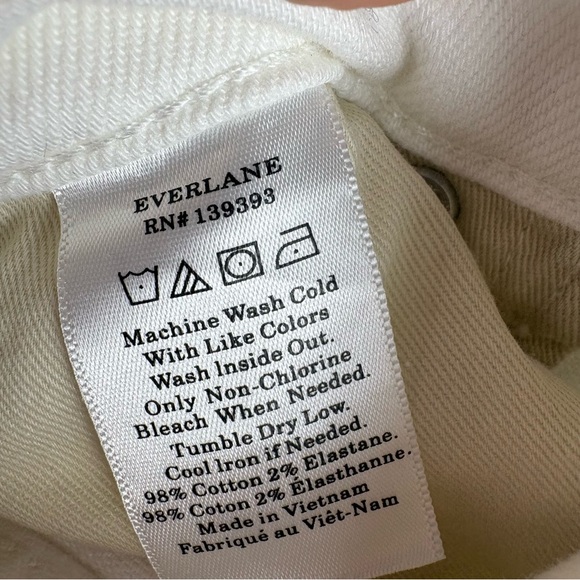 EVERLANE
RN# 139393
Machine Wash Cold
With Like Colors
Wash Inside Out.
Only Non-Chlorine
Bleach When Needed.
Tumble Dry Low.
Cool Iron if Needed.
98% Cotton 2% Elastane.
98% Coton 2% Élasthanne.
Made in Vietnam
Fabriqué au Viêt-Nam